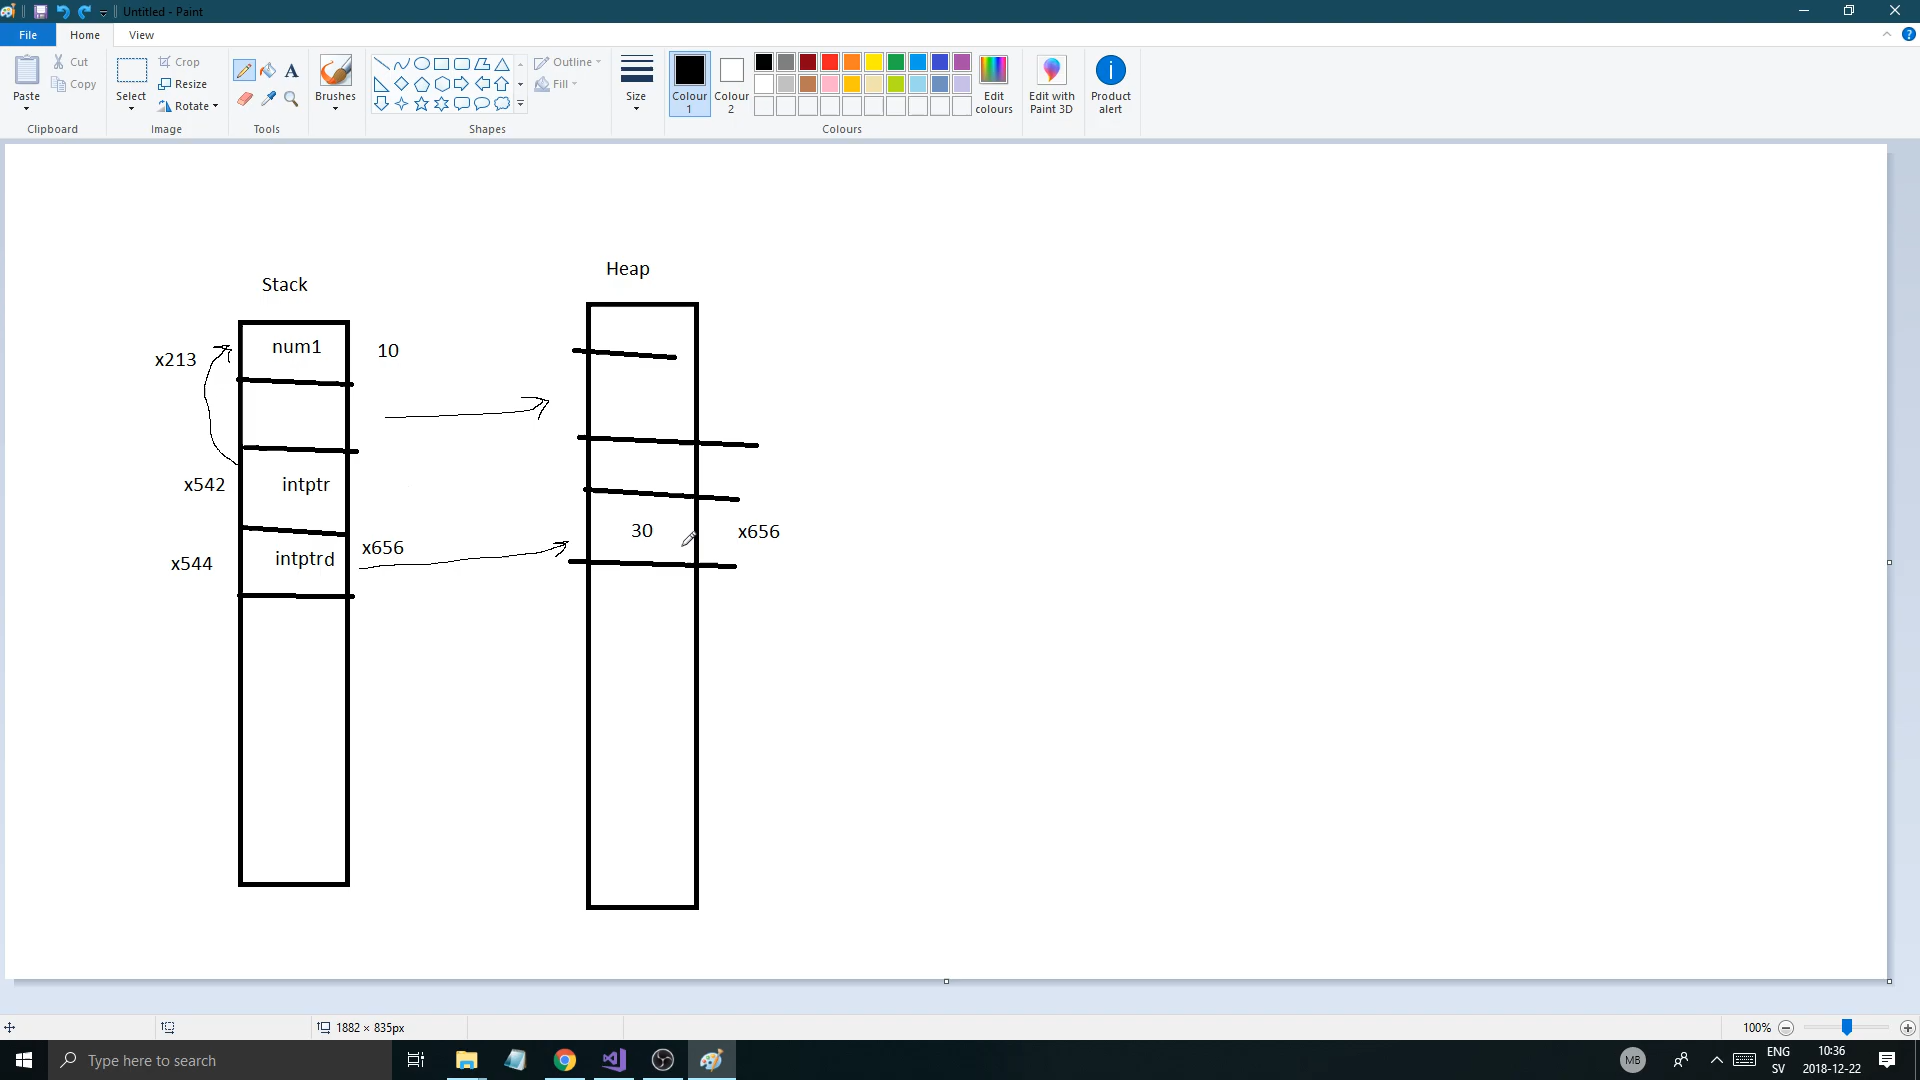 Untitled - Paint
File
Home
View
Paste
Cut
Copy
Clipboard
Select
Crop
Resize
Rotate
Image
Tools
Brushes
Shapes
Outline
Fill
Size
Colour 1
Colour 2
Colours
Edit colours
Edit with Paint 3D
Product alert
Stack
Heap
x213
num1
10
x542
intptr
x544
intptrd
x656
30
x656
1882 × 835px
100%
Type here to search
MB
ENG
SV
10:36
2018-12-22